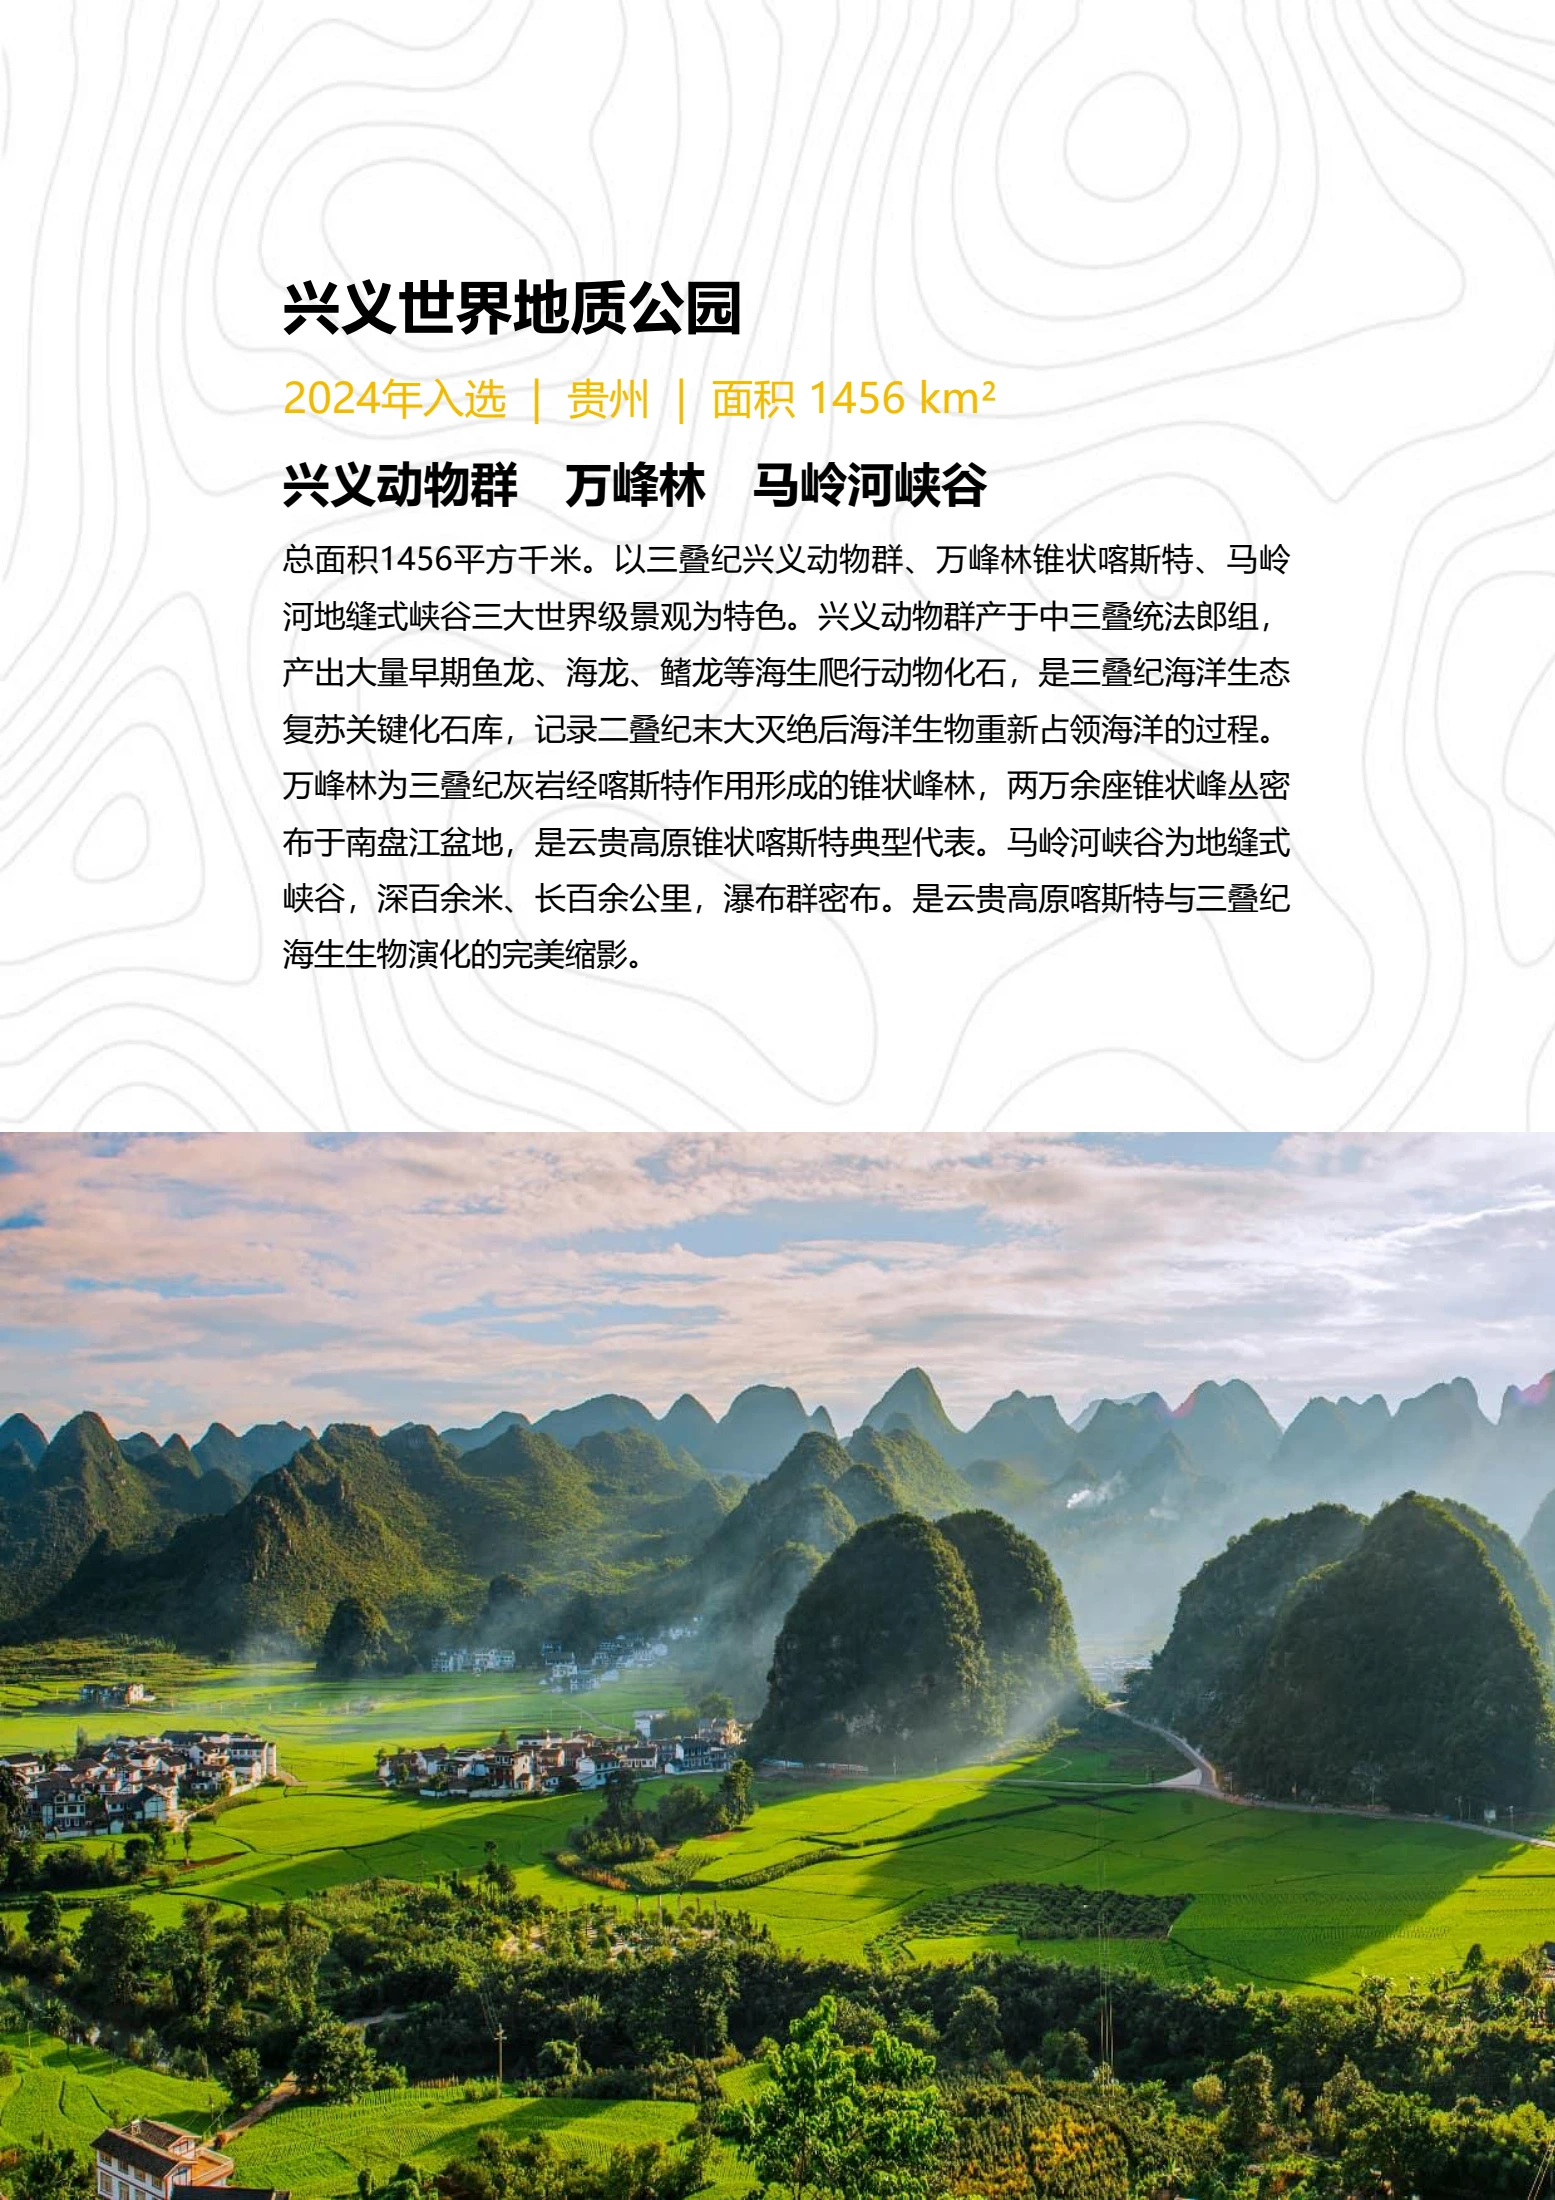 兴义世界地质公园
2024年入选 | 贵州 | 面积 1456 km²
兴义动物群　万峰林　马岭河峡谷
总面积1456平方千米。以三叠纪兴义动物群、万峰林锥状喀斯特、马岭
河地缝式峡谷三大世界级景观为特色。兴义动物群产于中三叠统法郎组，
产出大量早期鱼龙、海龙、鳍龙等海生爬行动物化石，是三叠纪海洋生态
复苏关键化石库，记录二叠纪末大灭绝后海洋生物重新占领海洋的过程。
万峰林为三叠纪灰岩经喀斯特作用形成的锥状峰林，两万余座锥状峰丛密
布于南盘江盆地，是云贵高原锥状喀斯特典型代表。马岭河峡谷为地缝式
峡谷，深百余米、长百余公里，瀑布群密布。是云贵高原喀斯特与三叠纪
海生生物演化的完美缩影。